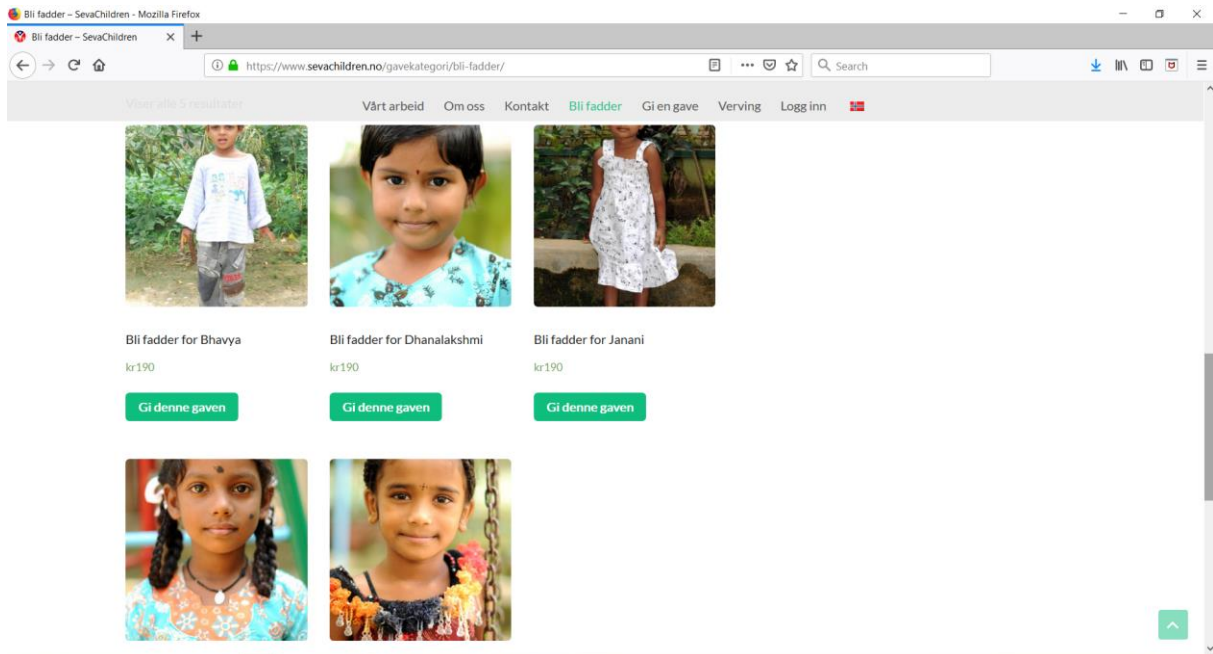 Bli fadder – SevaChildren - Mozilla Firefox
Bli fadder – SevaChildren
https://www.sevachildren.no/gavekategori/bli-fadder/
Search
Viser alle 5 resultater
Vårt arbeid Om oss Kontakt Bli fadder Gi en gave Verving Logg inn
Bli fadder for Bhavya Bli fadder for Dhanalakshmi Bli fadder for Janani
kr190 kr190 kr190
Gi denne gaven Gi denne gaven Gi denne gaven